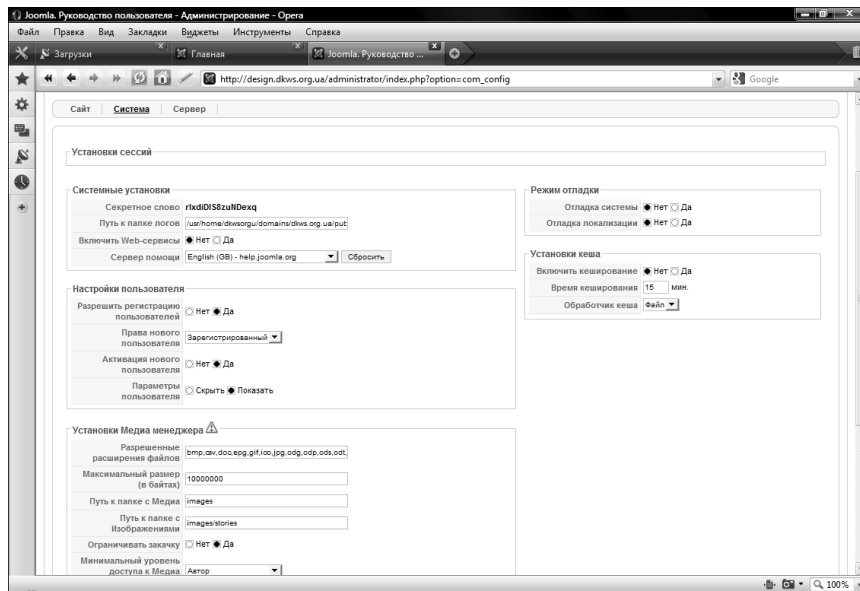 Joomla. Руководство пользователя - Администрирование - Opera
Файл Правка Вид Закладки Виджеты Инструменты Справка
Загрузки Главная Joomla. Руководство ...
http://design.dkws.org.ua/administrator/index.php?option=com_config Google
Сайт Система Сервер
Установки сессий
Системные установки
Секретное слово rIxdiDIS8zuNDexq
Путь к папке логов /usr/home/dkwsorgu/domains/dkws.org.ua/put
Включить Web-сервисы Нет Да
Сервер помощи English (GB) - help.joomla.org Сбросить
Настройки пользователя
Разрешить регистрацию
пользователей Нет Да
Права нового
пользователя Зарегистрированный
Активация нового
пользователя Нет Да
Параметры
пользователя Скрыть Показать
Установки Медиа менеджера
Разрешенные
расширения файлов bmp,csv,doc,epg,gif,ico,jpg,odg,odp,ods,odt,
Максимальный размер
(в байтах) 10000000
Путь к папке с Медиа images
Путь к папке с
Изображениями images/stories
Ограничивать закачку Нет Да
Минимальный уровень
доступа к Медиа Автор
Режим отладки
Отладка системы Нет Да
Отладка локализации Нет Да
Установки кеша
Включить кеширование Нет Да
Время кеширования 15 мин.
Обработчик кеша Файл
100%